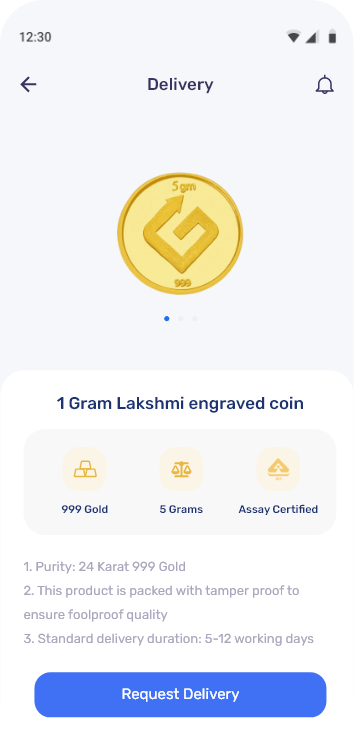 12:30
Delivery
5 gm
999
1 Gram Lakshmi engraved coin
999 Gold
5 Grams
Assay Certified
1. Purity: 24 Karat 999 Gold
2. This product is packed with tamper proof to
ensure foolproof quality
3. Standard delivery duration: 5-12 working days
Request Delivery